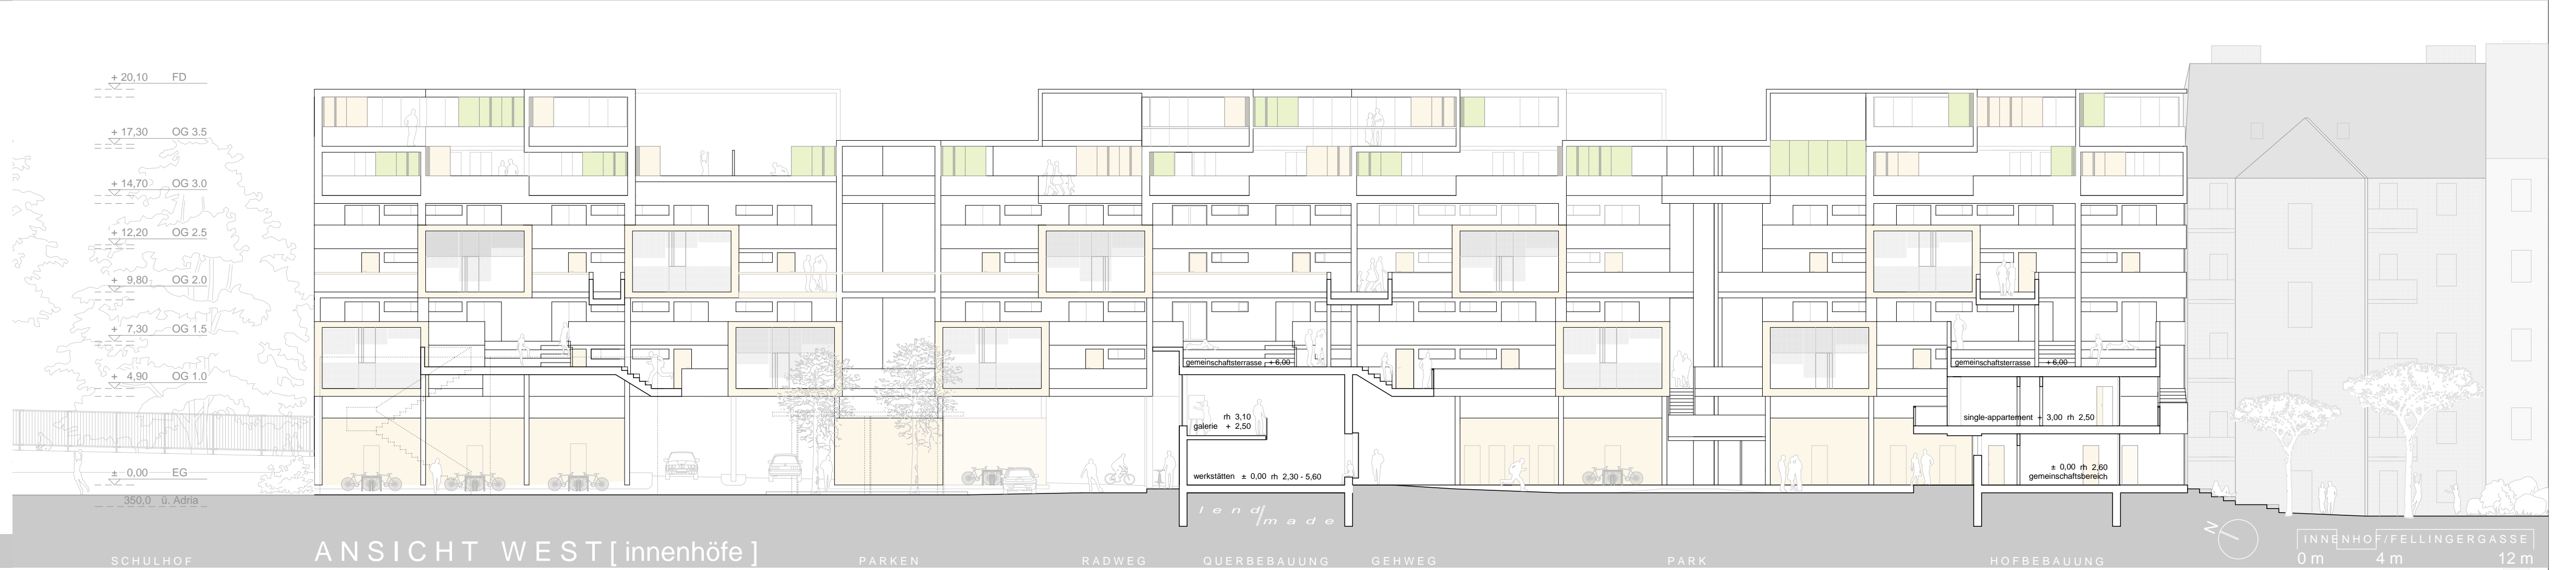 + 20,10 FD
+ 17,30 OG 3.5
+ 14,70 OG 3.0
+ 12,20 OG 2.5
+ 9,80 OG 2.0
+ 7,30 OG 1.5
+ 4,90 OG 1.0
± 0,00 EG
350,0 ü. Adria
gemeinschaftsterrasse + 6,00
gemeinschaftsterrasse + 6,00
rh 3,10
galerie + 2,50
single-appartement + 3,00 rh 2,50
werkstätten ± 0,00 rh 2,30 - 5,60
± 0,00 rh 2,60
gemeinschaftsbereich
lend/made
N
ANSICHT WEST[innenhöfe]
INNENHOF/FELLINGERGASSE
0 m 4 m 12 m
SCHULHOF PARKEN RADWEG QUERBEBAUUNG GEHWEG PARK HOFBEBAUUNG